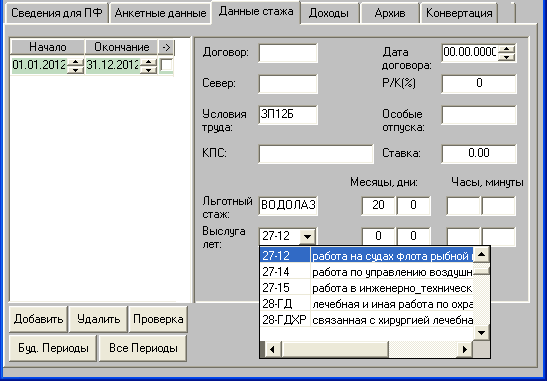 Сведения для ПФ Анкетные данные Данные стажа Доходы Архив Конвертация
Начало Окончание ->
01.01.2012 31.12.2012
Договор: Дата договора: 00.00.0000
Север: Р/К(%) 0
Условия труда: ЗП12Б Особые отпуска:
КПС: Ставка: 0.00
Месяцы, дни: Часы, минуты
Льготный стаж: ВОДОЛАЗ 20 0
Выслуга лет: 27-12 0 0
27-12 работа на судах Флота рыбной
27-14 работа по управлению воздушн
27-15 работа в инженерно_техническ
28-ГД лечебная и иная работа по охра
28-ГДХР связанная с хирургией лечебна
Добавить Удалить Проверка
Буд. Периоды Все Периоды